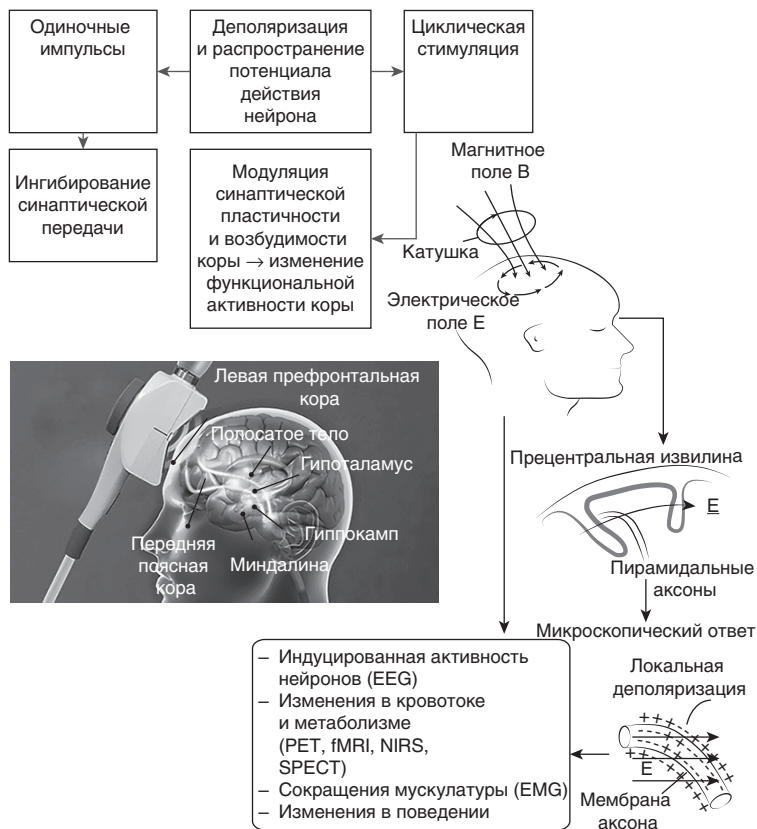 Одиночные
импульсы
Деполяризация
и распространение
потенциала
действия
нейрона
Циклическая
стимуляция
Ингибирование
синаптической
передачи
Модуляция
синаптической
пластичности
и возбудимости
коры → изменение
функциональной
активности коры
Магнитное
поле B
Катушка
Электрическое
поле E
Левая префронтальная
кора
Полосатое тело
Гипоталамус
Гиппокамп
Передняя
поясная
кора
Миндалина
Прецентральная извилина
E
Пирамидальные
аксоны
Микроскопический ответ
– Индуцированная активность
нейронов (EEG)
– Изменения в кровотоке
и метаболизме
(PET, fMRI, NIRS,
SPECT)
– Сокращения мускулатуры (EMG)
– Изменения в поведении
Локальная
деполяризация
E
Мембрана
аксона